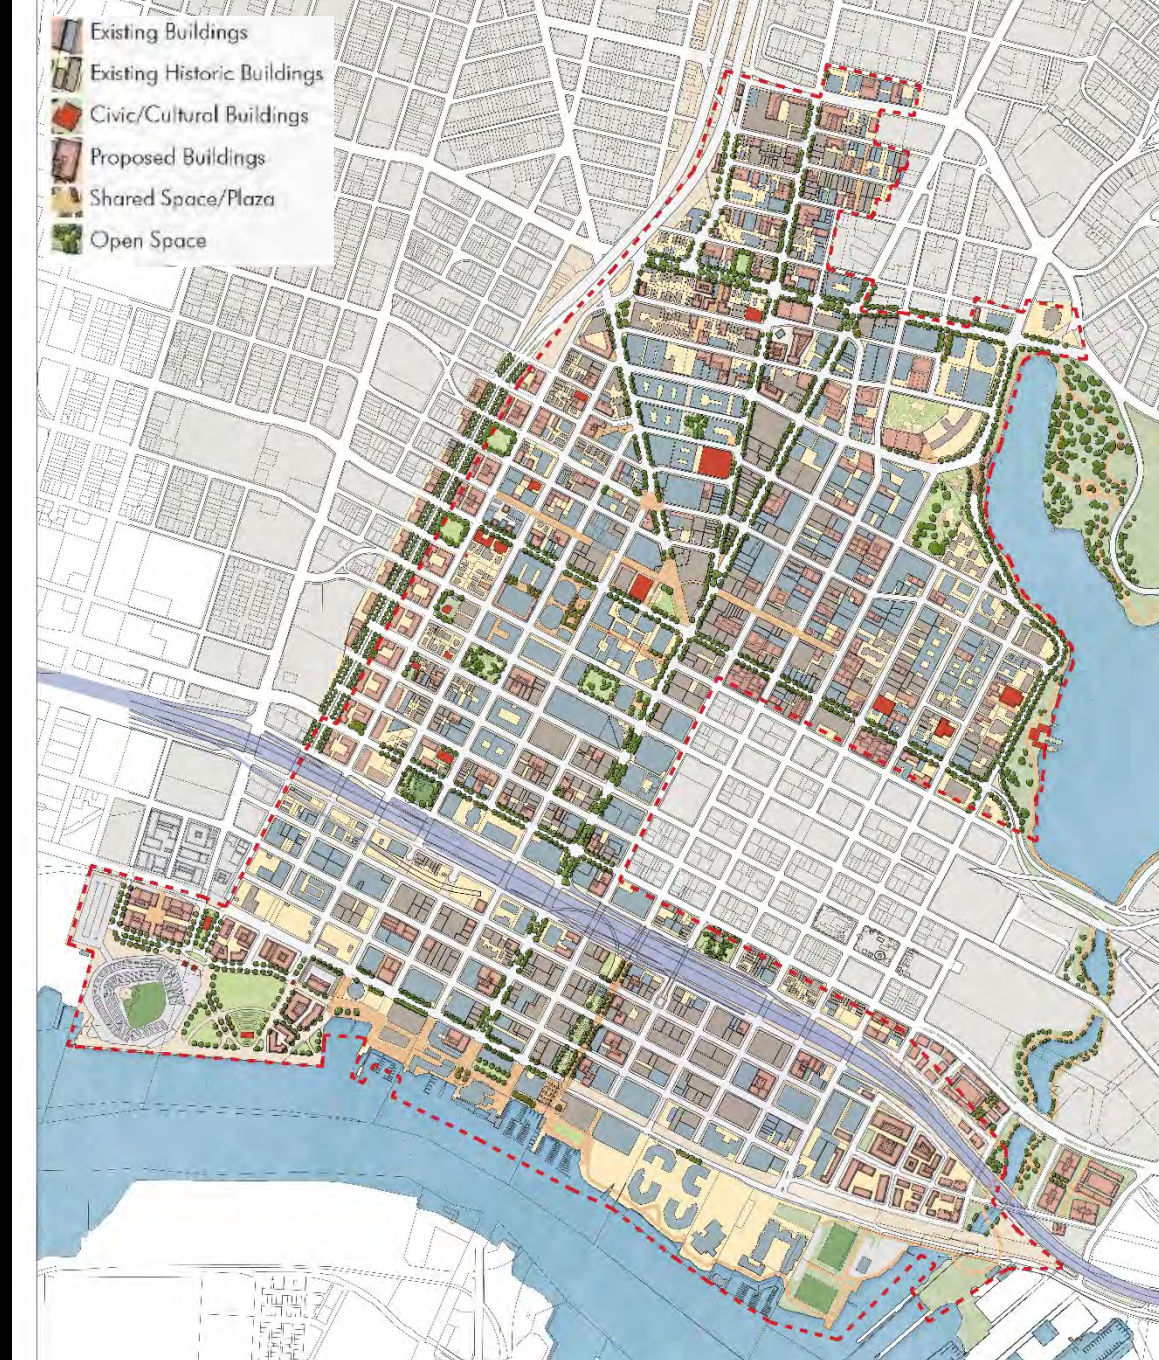 Existing Buildings
Existing Historic Buildings
Civic/Cultural Buildings
Proposed Buildings
Shared Space/Plaza
Open Space